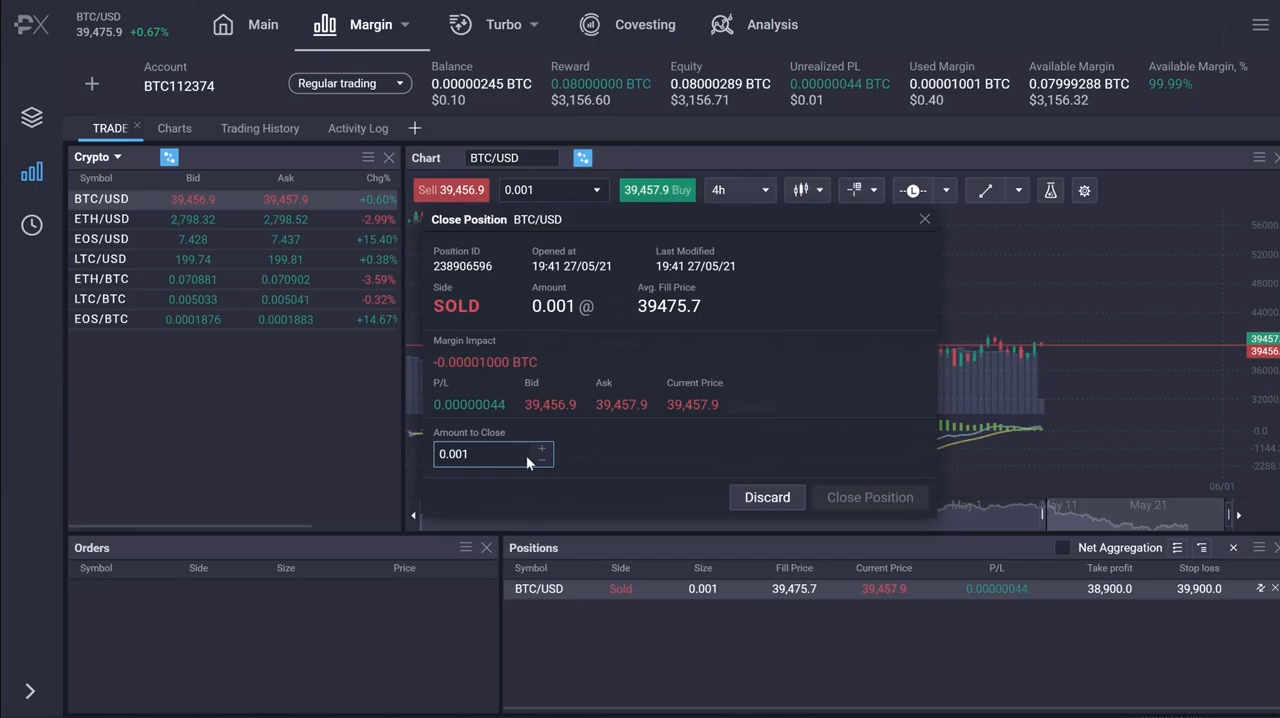 BTC/USD
39,475.9 +0.67%
Main
Margin
Turbo
Covesting
Analysis
Account
BTC112374
Regular trading
Balance
0.00000245 BTC
$0.10
Reward
0.08000000 BTC
$3,156.60
Equity
0.08000289 BTC
$3,156.71
Unrealized PL
0.00000044 BTC
$0.01
Used Margin
0.00001001 BTC
$0.40
Available Margin
0.07999288 BTC
$3,156.32
Available Margin, %
99.99%
TRADE
Charts
Trading History
Activity Log
Crypto
Symbol Bid Ask Chg%
BTC/USD 39,456.9 39,457.9 +0.60%
ETH/USD 2,798.32 2,798.52 -2.99%
EOS/USD 7.428 7.437 +15.40%
LTC/USD 199.74 199.81 +0.38%
ETH/BTC 0.070881 0.070902 -3.59%
LTC/BTC 0.005033 0.005041 -0.32%
EOS/BTC 0.0001876 0.0001883 +14.67%
Chart BTC/USD
Sell 39,456.9 0.001 39,457.9 Buy 4h L
Close Position BTC/USD
Position ID Opened at Last Modified
238906596 19:41 27/05/21 19:41 27/05/21
Side Amount Avg. Fill Price
SOLD 0.001 @ 39475.7
Margin Impact
-0.00001000 BTC
P/L Bid Ask Current Price
0.00000044 39,456.9 39,457.9 39,457.9
Amount to Close
0.001
Discard Close Position
56000
52000
48000
44000
39457
39456
36000
32000
-0.0
-1144
-2288
06/01
May 1 May 11 May 21
Orders
Symbol Side Size Price
Positions
Net Aggregation
Symbol Side Size Fill Price Current Price P/L Take profit Stop loss
BTC/USD Sold 0.001 39,475.7 39,457.9 0.00000044 38,900.0 39,900.0